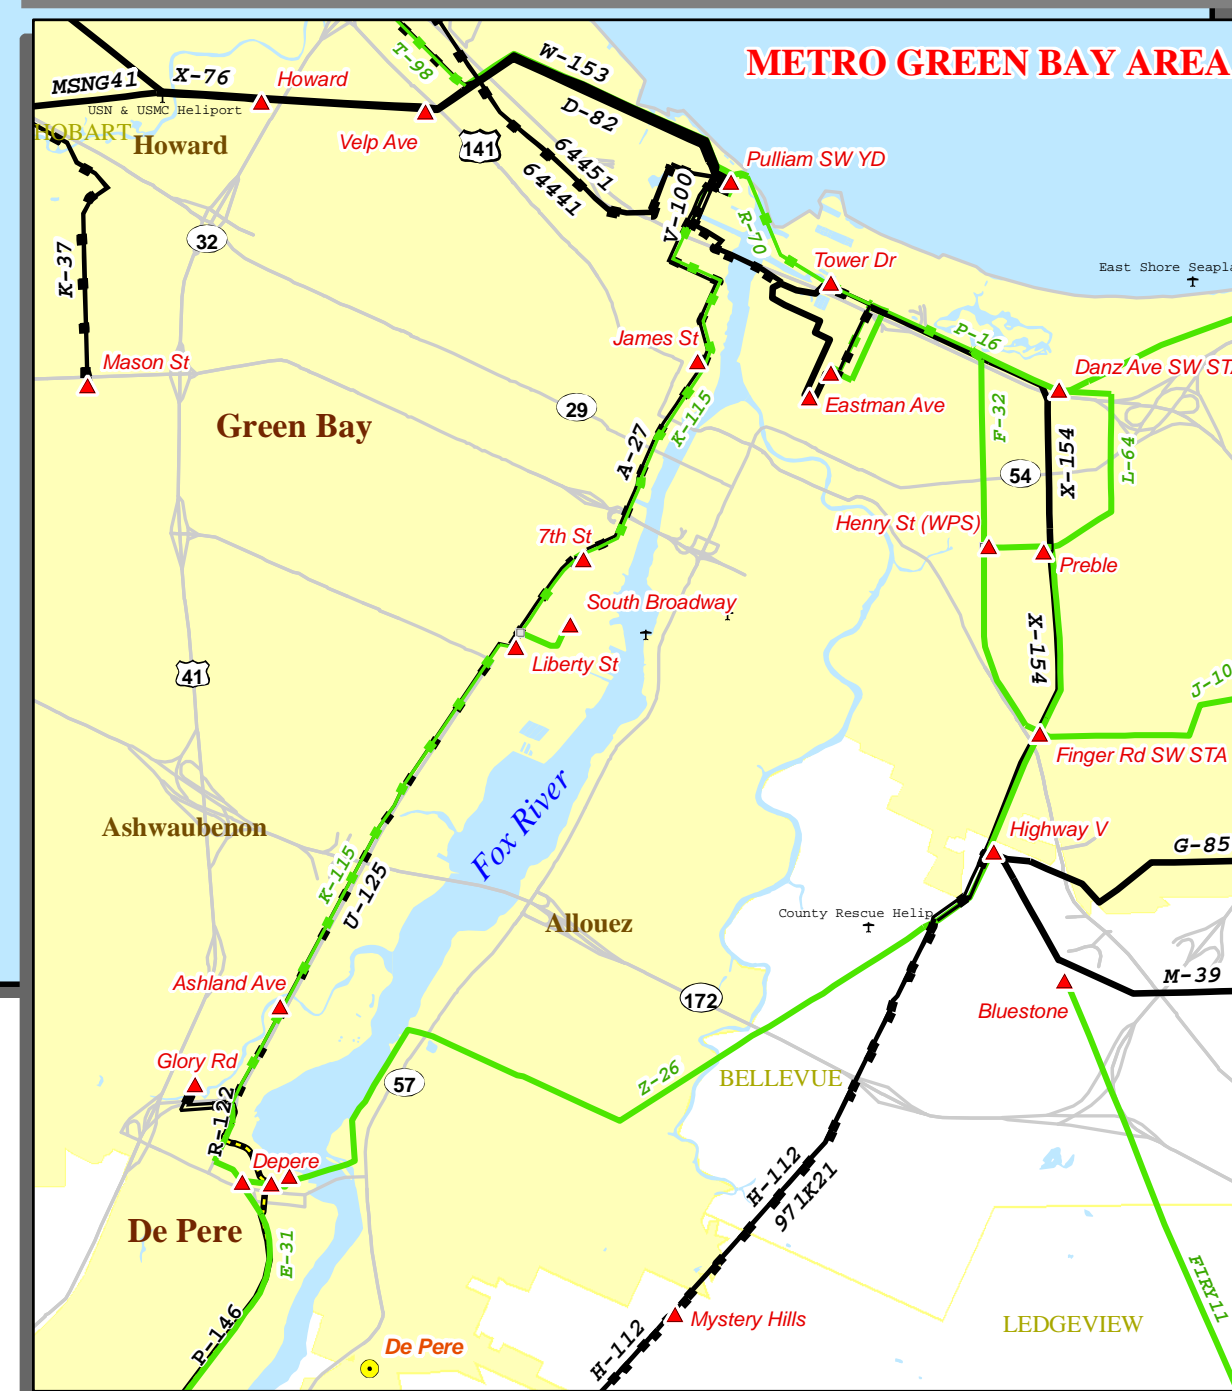 METRO GREEN BAY AREA
W-153
T-98
MSNG41
X-76
Howard
USN & USMC Heliport
HOBART
Howard
Velp Ave
D-82
141
64451
64441
Pulliam SW YD
V-100
R-70
32
K-37
Tower Dr
East Shore Seapla
James St
P-16
Mason St
Danz Ave SW STA
Eastman Ave
29
Green Bay
K-115
A-27
F-32
X-154
L-64
54
Henry St (WPS)
7th St
Preble
South Broadway
X-154
Liberty St
41
J-10
Finger Rd SW STA
Fox River
Ashwaubenon
Highway V
G-85
K-115
U-125
County Rescue Helip
Allouez
M-39
Ashland Ave
172
Bluestone
Glory Rd
57
Z-26
BELLEVUE
R-122
Depere
H-112
971K21
De Pere
E-31
FIRY11
P-146
Mystery Hills
LEDGEVIEW
De Pere
H-112